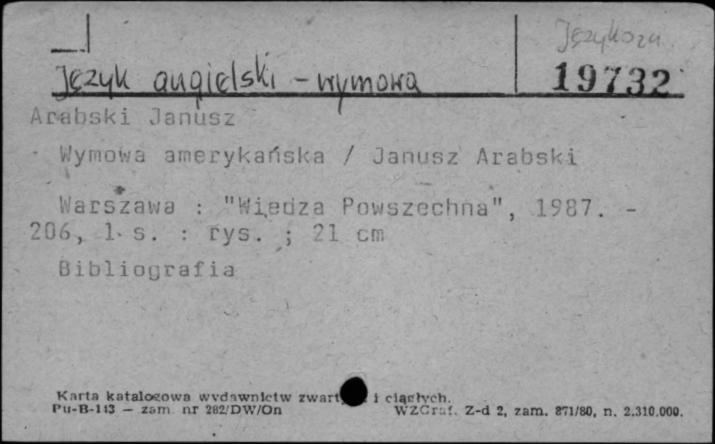 Językozn
Język angielski - wymowa
19732
Arabski Janusz
Wymowa amerykańska / Janusz Arabski
Warszawa : "Wiedza Powszechna", 1987. -
206, 1 s. : rys. ; 21 cm
Bibliografia
Karta katalogowa wydawnictw zwartych i ciągłych.
Pu-B-113 — zam. nr 282/DW/On WZGraf. Z-d 2, zam. 871/80, n. 2.310.000.